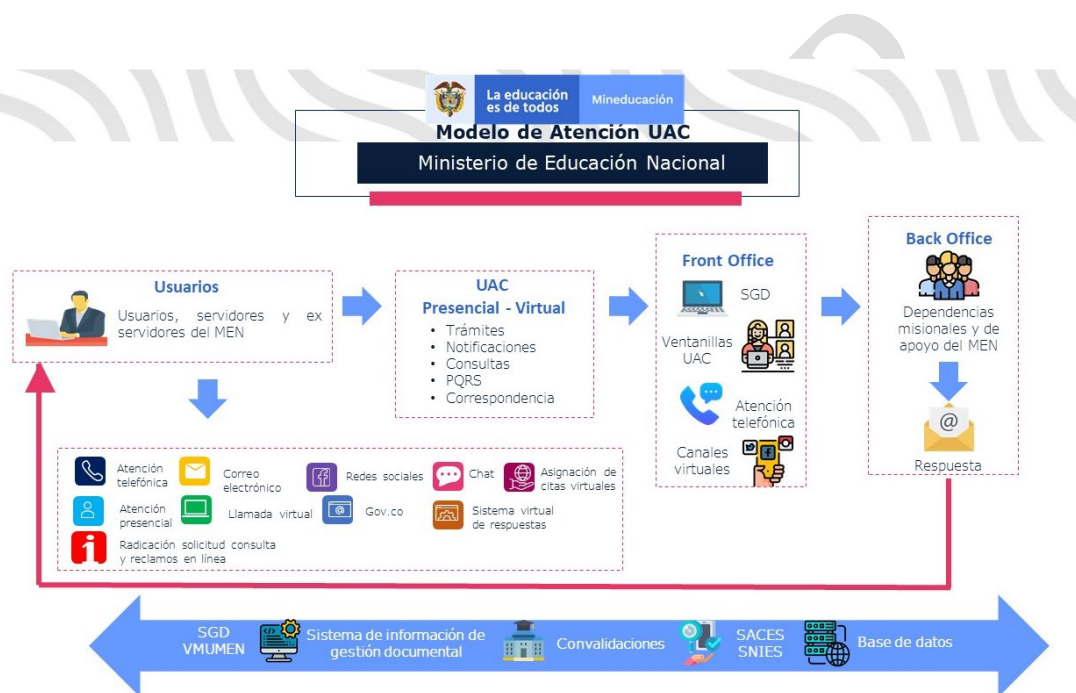 La educación
es de todos
Mineducación
Modelo de Atención UAC
Ministerio de Educación Nacional
Usuarios
Usuarios, servidores y ex
servidores del MEN
UAC
Presencial - Virtual
• Trámites
• Notificaciones
• Consultas
• PQRS
• Correspondencia
Front Office
SGD
Ventanillas
UAC
Atención
telefónica
Canales
virtuales
Back Office
Dependencias
misionales y de
apoyo del MEN
Respuesta
Atención
telefónica
Correo
electrónico
Redes sociales
Chat
Asignación de
citas virtuales
Atención
presencial
Llamada virtual
Gov.co
Sistema virtual
de respuestas
Radicación solicitud consulta
y reclamos en línea
SGD
VMUMEN
Sistema de información de
gestión documental
Convalidaciones
SACES
SNIES
Base de datos